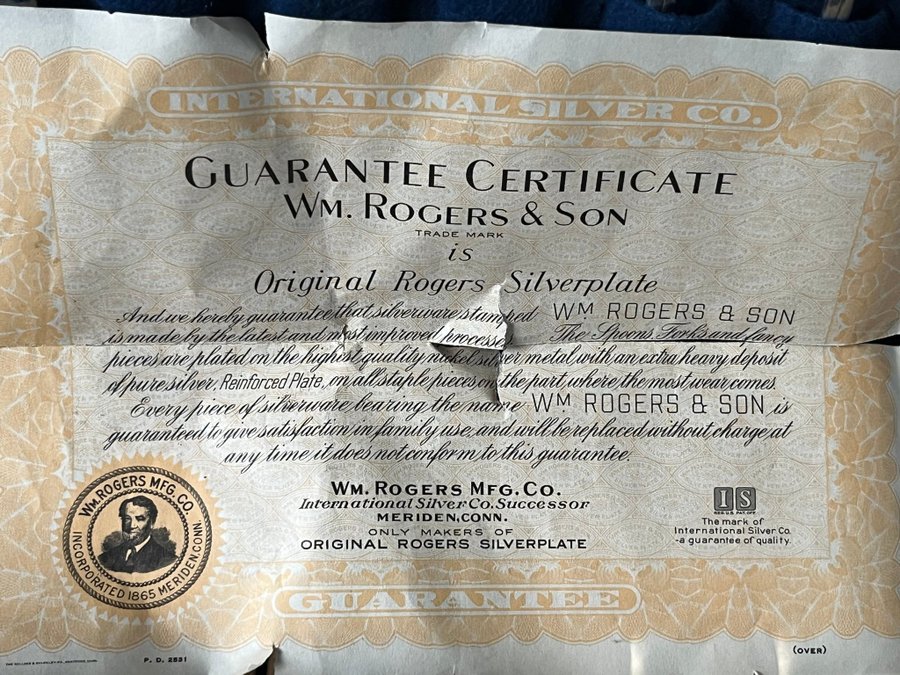 INTERNATIONAL SILVER CO.
GUARANTEE CERTIFICATE
WM. ROGERS & SON
TRADE MARK
is
Original Rogers Silverplate
And we hereby guarantee that silverware stamped WM ROGERS & SON
is made by the latest and most improved processe The Spoons Forks and fancy
pieces are plated on the highest quality nickel silver metal with an extra heavy deposit
of pure silver, Reinforced Plate, on all staple pieces, on the part where the most wear comes
Every piece of silverware bearing the name WM ROGERS & SON is
guaranteed to give satisfaction in family use, and will be replaced without charge at
any time it does not conform to this guarantee.
WM. ROGERS MFG. CO.
International Silver Co. Successor
MERIDEN, CONN.
ONLY MAKERS OF
ORIGINAL ROGERS SILVERPLATE
IS
REG. U.S. PAT. OFF.
The mark of
International Silver Co.
-a guarantee of quality.
WM. ROGERS MFG. CO.
INCORPORATED 1865 MERIDEN, CONN.
GUARANTEE
P. D. 2531
(OVER)